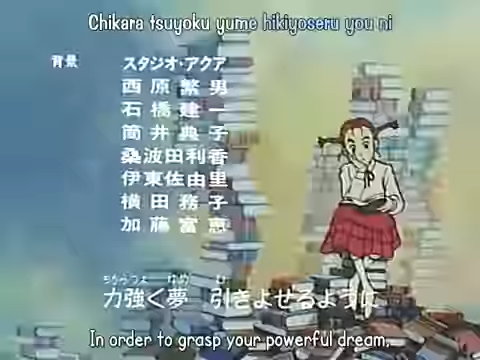 Chikara tsuyoku yume hikiyoseru you ni
背景 スタジオ・アクア
西原繁男
石橋建一
筒井典子
桑波田利香
伊東佐由里
横田務子
加藤富恵
ちからつよ ゆめ ひ
力強く夢 引きよせるように
In order to grasp your powerful dream,